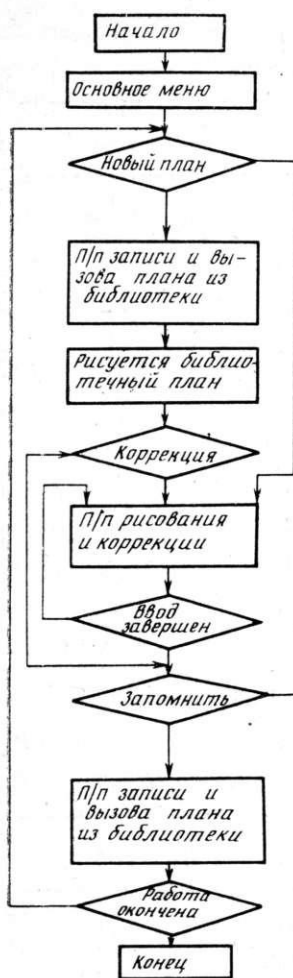 Начало
Основное меню
Новый план
П/п записи и вы-
зова плана из
библиотеки
Рисуется библио-
течный план
Коррекция
П/п рисования
и коррекции
Ввод
завершен
Запомнить
П/п записи и
вызова плана
из библиотеки
Работа
окончена
Конец